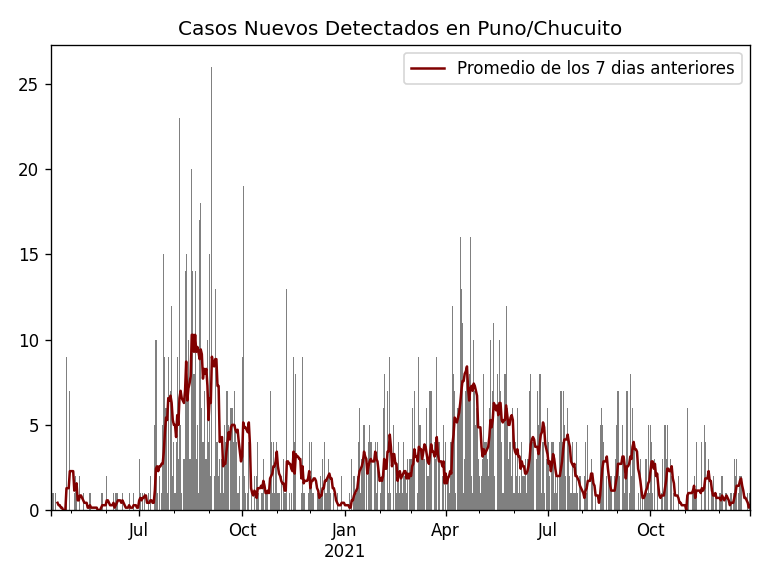 Casos Nuevos Detectados en Puno/Chucuito
Promedio de los 7 dias anteriores
25
20
15
10
5
0
Jul
Oct
Jan
2021
Apr
Jul
Oct